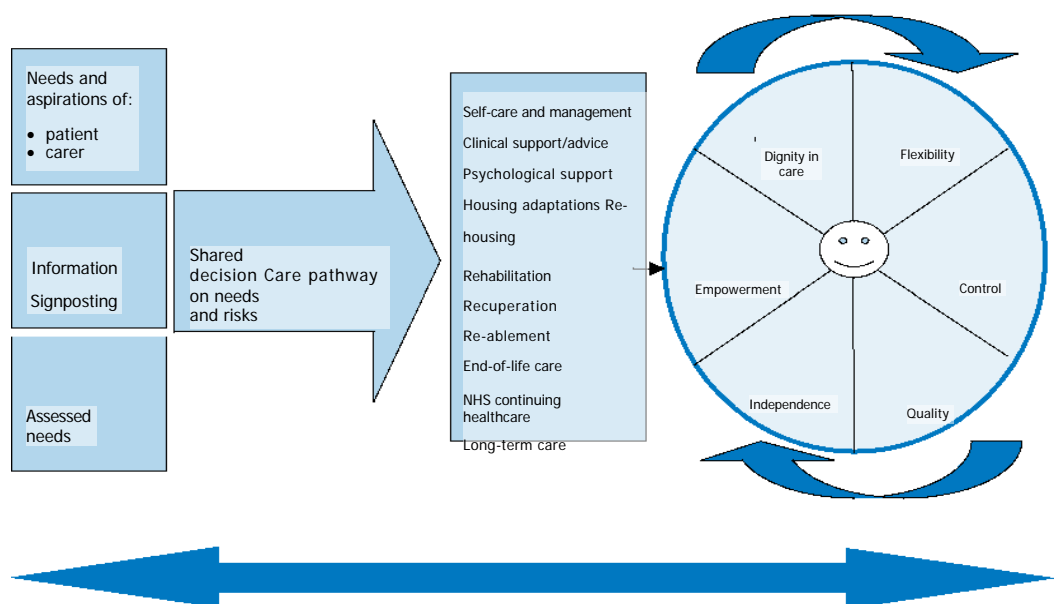 Needs and
aspirations of:
• patient
• carer
Information
Signposting
Assessed
needs
Shared
decision Care pathway
on needs
and risks
Self-care and management
Clinical support/advice
Psychological support
Housing adaptations Re-
housing
Rehabilitation
Recuperation
Re-ablement
End-of-life care
NHS continuing
healthcare
Long-term care
Dignity in
care
Flexibility
Empowerment
Control
Independence
Quality